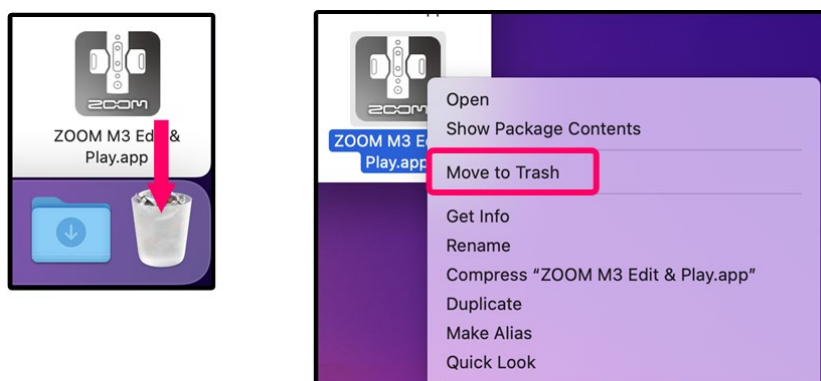 ZOOM
ZOOM M3 Edit &
Play.app
ZOOM
ZOOM M3 E
Play.app
Open
Show Package Contents
Move to Trash
Get Info
Rename
Compress “ZOOM M3 Edit & Play.app”
Duplicate
Make Alias
Quick Look